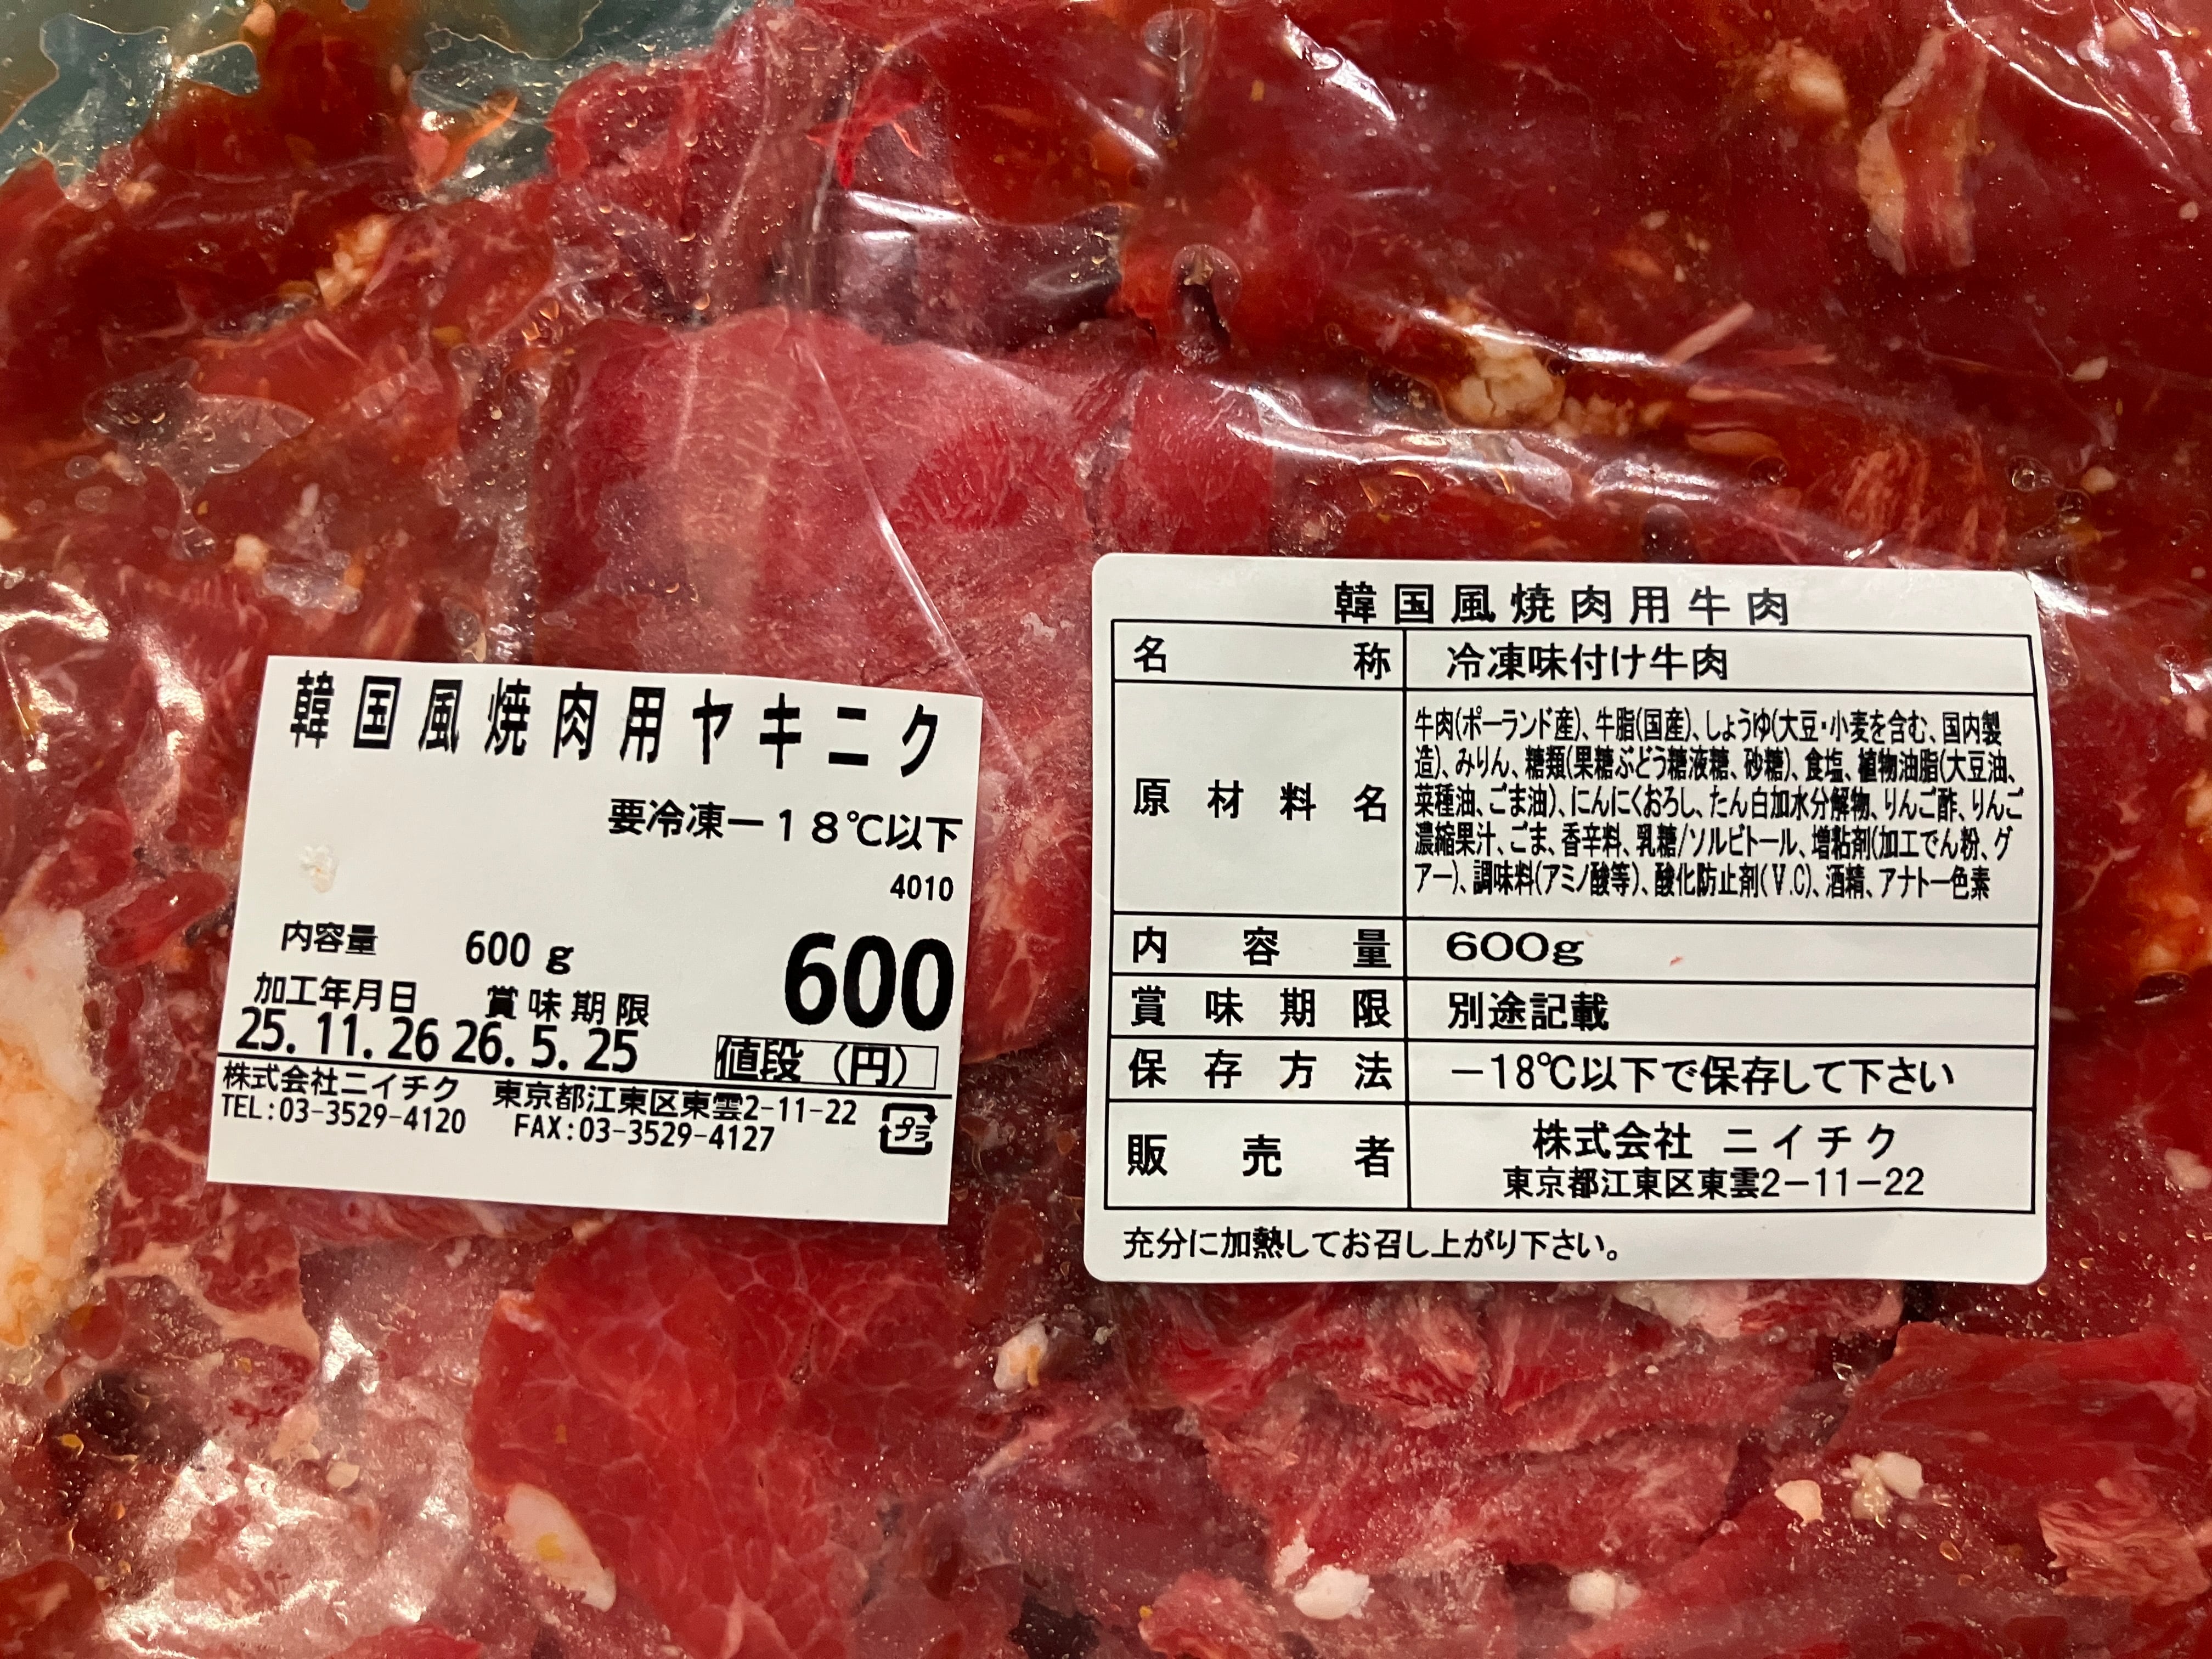 韓国風焼肉用ヤキニク
要冷凍ー18℃以下
4010
内容量 600 g
600
加工年月日 賞味期限
25.11.26 26.5.25
値段(円)
株式会社ニイチク 東京都江東区東雲2-11-22
TEL:03-3529-4120 FAX:03-3529-4127
プラ
韓国風焼肉用牛肉
名称 冷凍味付け牛肉
原材料名
牛肉(ポーランド産)、牛脂(国産)、しょうゆ(大豆・小麦を含む、国内製
造)、みりん、糖類(果糖ぶどう糖液糖、砂糖)、食塩、植物油脂(大豆油、
菜種油、ごま油)、にんにくおろし、たん白加水分解物、りんご酢、りんご
濃縮果汁、ごま、香辛料、乳糖/ソルビトール、増粘剤(加工でん粉、グ
アー)、調味料(アミノ酸等)、酸化防止剤(V.C)、酒精、アナトー色素
内容量 600g
賞味期限 別途記載
保存方法 −18℃以下で保存して下さい
販売者 株式会社 ニイチク
東京都江東区東雲2−11−22
充分に加熱してお召し上がり下さい。